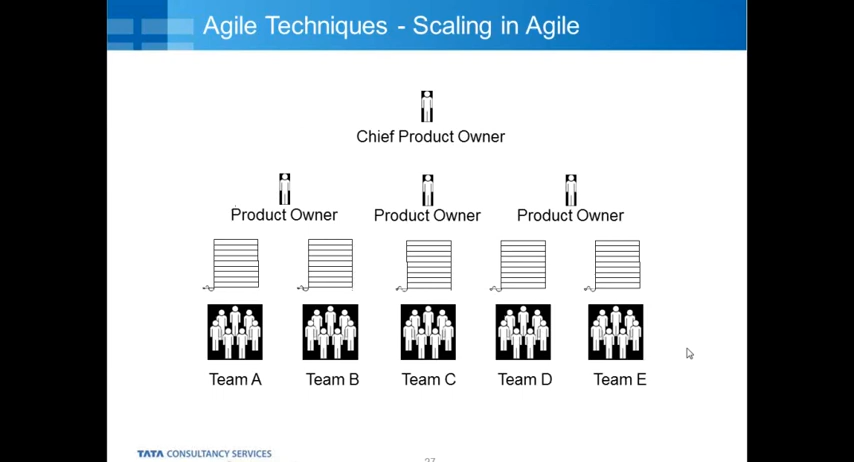 Agile Techniques - Scaling in Agile
Chief Product Owner
Product Owner Product Owner Product Owner
Team A Team B Team C Team D Team E
TATA CONSULTANCY SERVICES
27